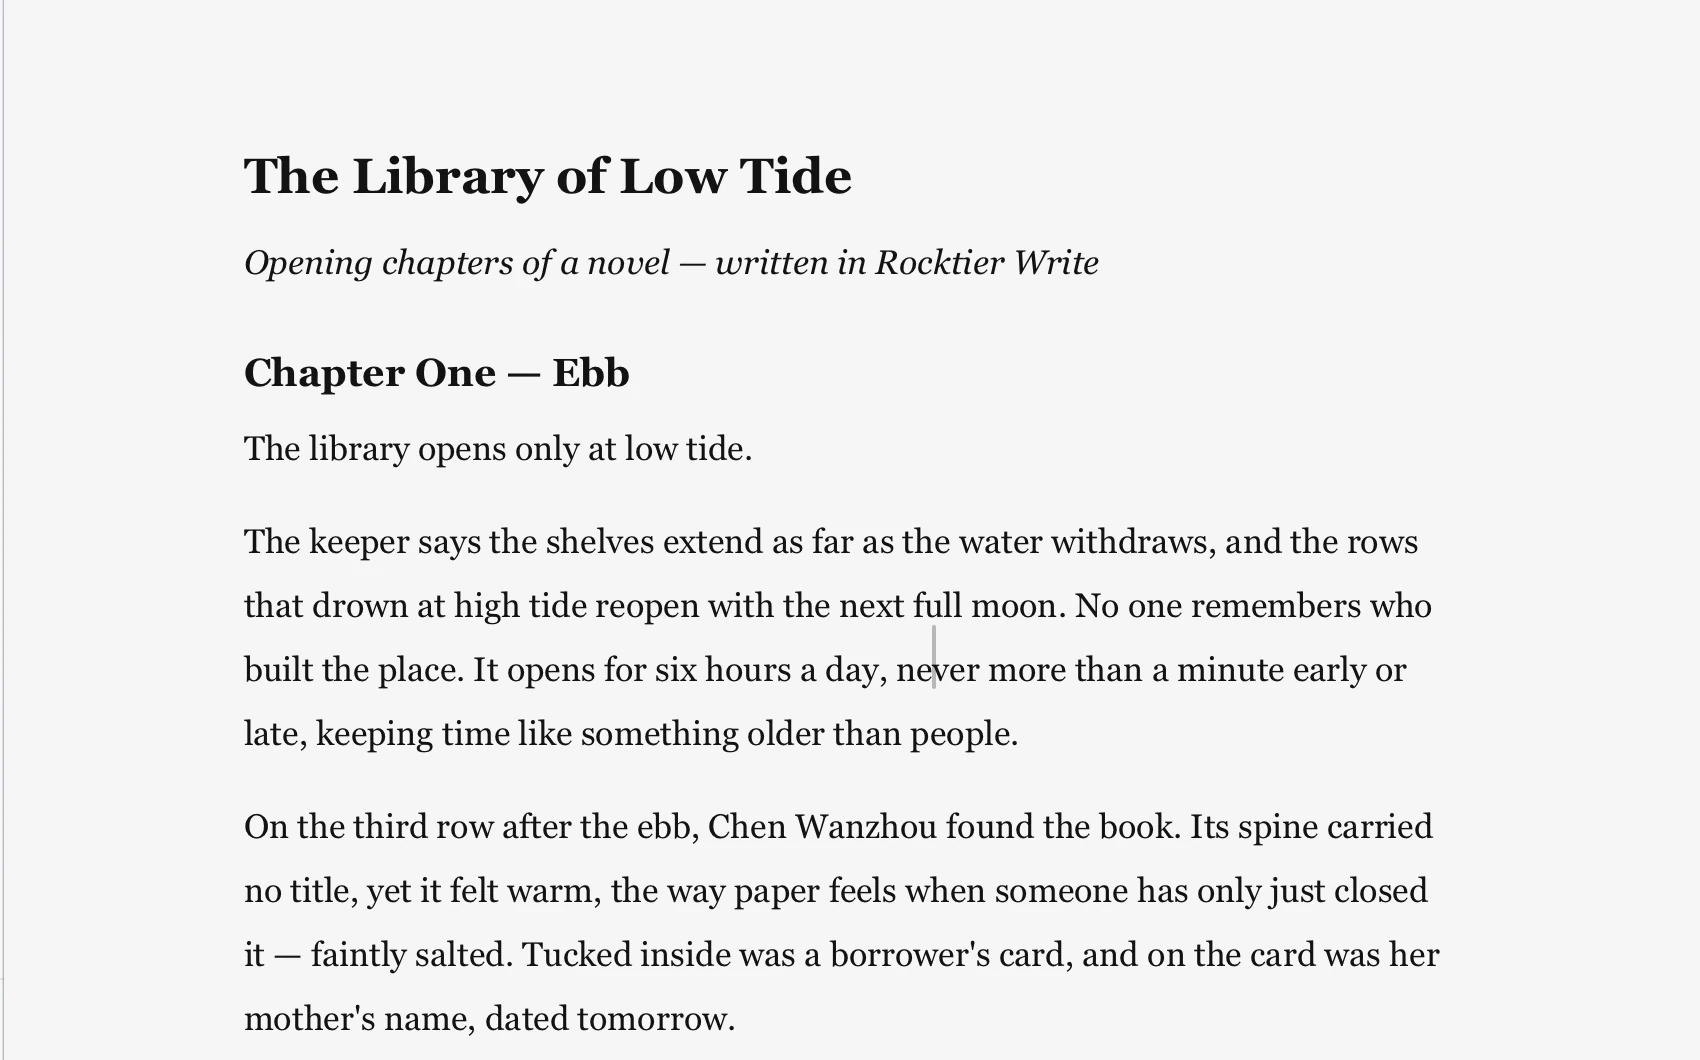 The Library of Low Tide
Opening chapters of a novel — written in Rocktier Write
Chapter One — Ebb
The library opens only at low tide.
The keeper says the shelves extend as far as the water withdraws, and the rows
that drown at high tide reopen with the next full moon. No one remembers who
built the place. It opens for six hours a day, never more than a minute early or
late, keeping time like something older than people.
On the third row after the ebb, Chen Wanzhou found the book. Its spine carried
no title, yet it felt warm, the way paper feels when someone has only just closed
it — faintly salted. Tucked inside was a borrower's card, and on the card was her
mother's name, dated tomorrow.